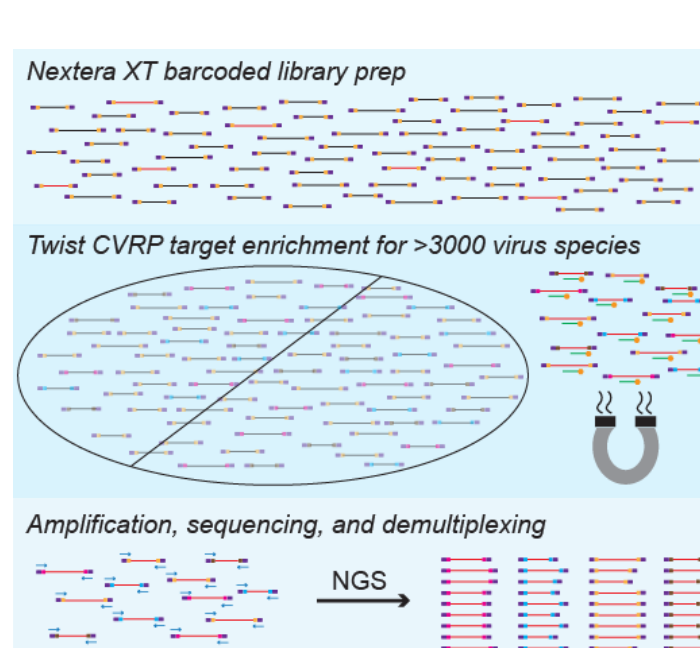 Nextera XT barcoded library prep
Twist CVRP target enrichment for >3000 virus species
Amplification, sequencing, and demultiplexing
NGS